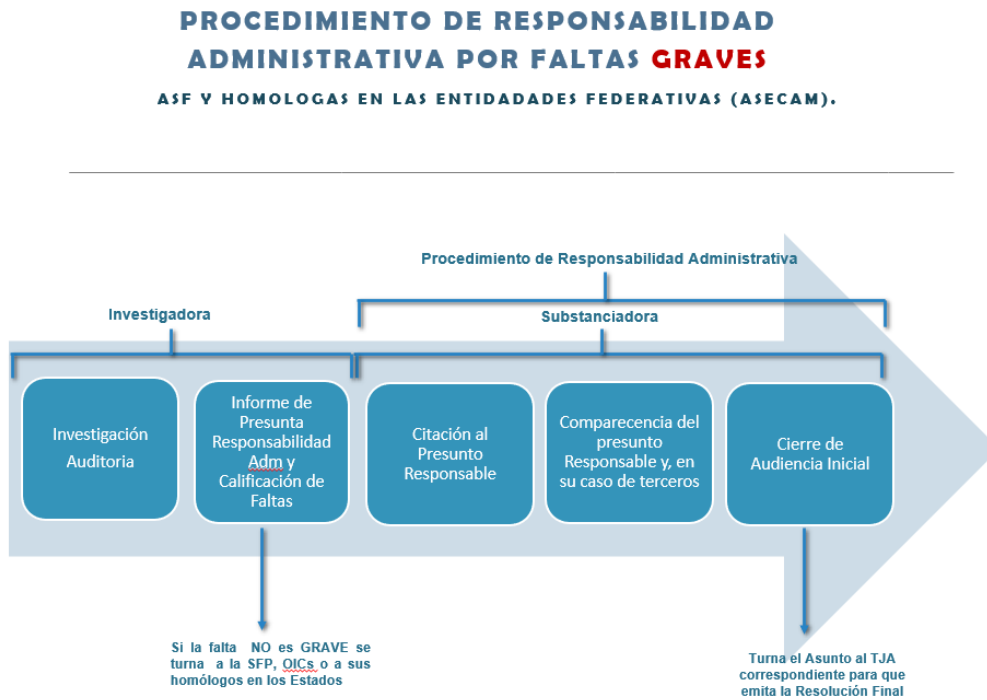 PROCEDIMIENTO DE RESPONSABILIDAD
ADMINISTRATIVA POR FALTAS GRAVES
ASF Y HOMOLOGAS EN LAS ENTIDADADES FEDERATIVAS (ASECAM).
Procedimiento de Responsabilidad Administrativa
Investigadora
Substanciadora
Investigación
Auditoria
Informe de
Presunta
Responsabilidad
Adm y
Calificación de
Faltas
Citación al
Presunto
Responsable
Comparecencia del
presunto
Responsable y, en
su caso de terceros
Cierre de
Audiencia Inicial
Si la falta NO es GRAVE se
turna a la SFP, OICs o a sus
homólogos en los Estados
Turna el Asunto al TJA
correspondiente para que
emita la Resolución Final